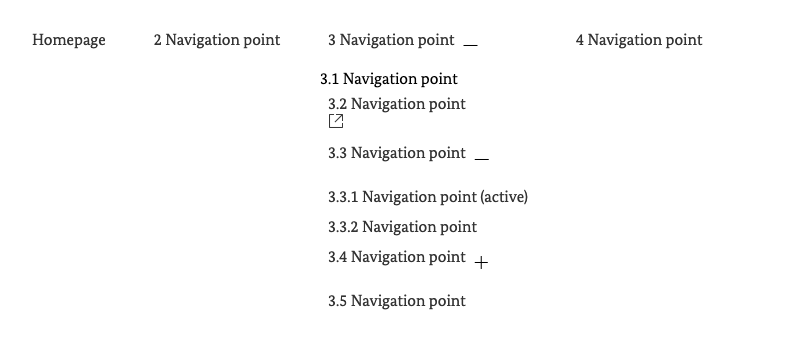 Homepage
2 Navigation point
3 Navigation point
4 Navigation point
3.1 Navigation point
3.2 Navigation point
3.3 Navigation point
3.3.1 Navigation point (active)
3.3.2 Navigation point
3.4 Navigation point
3.5 Navigation point